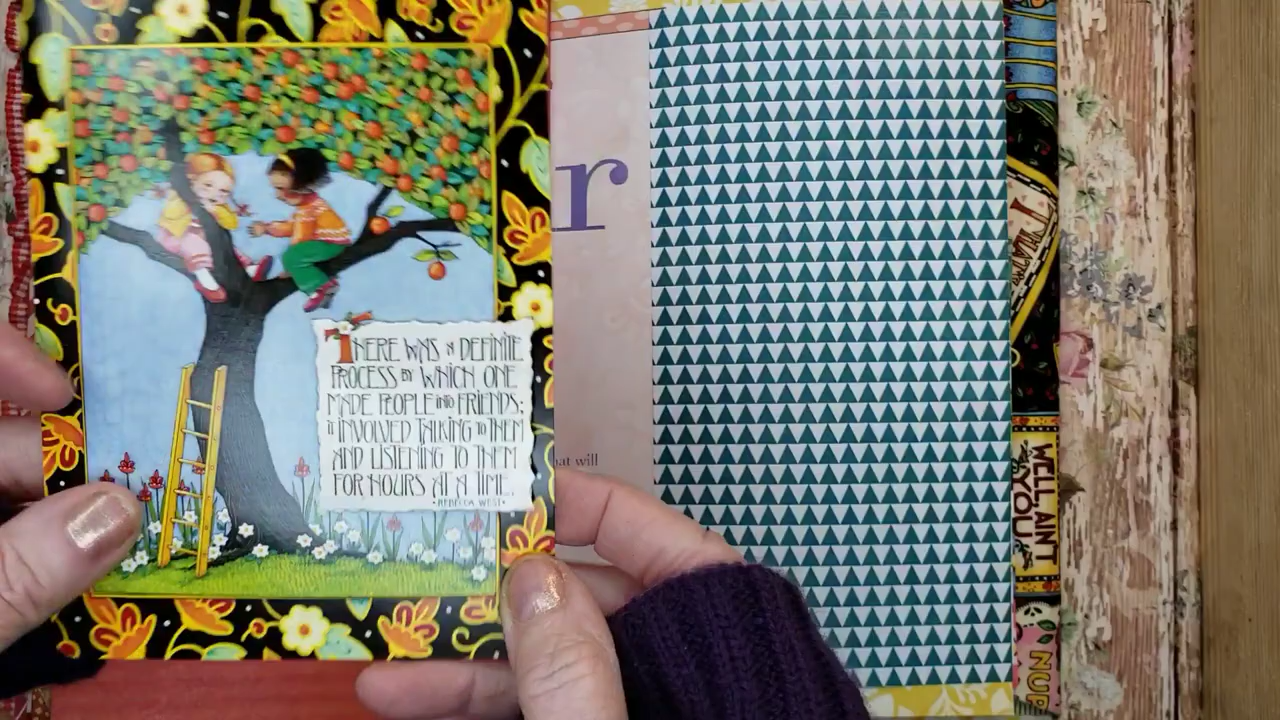 THERE WAS A DEFINITE
PROCESS BY WHICH ONE
MADE PEOPLE INTO FRIENDS:
IT INVOLVED TALKING TO THEM
AND LISTENING TO THEM
FOR HOURS AT A TIME.
•REBECCA WEST•
r
at will
WELL AINT
YOU